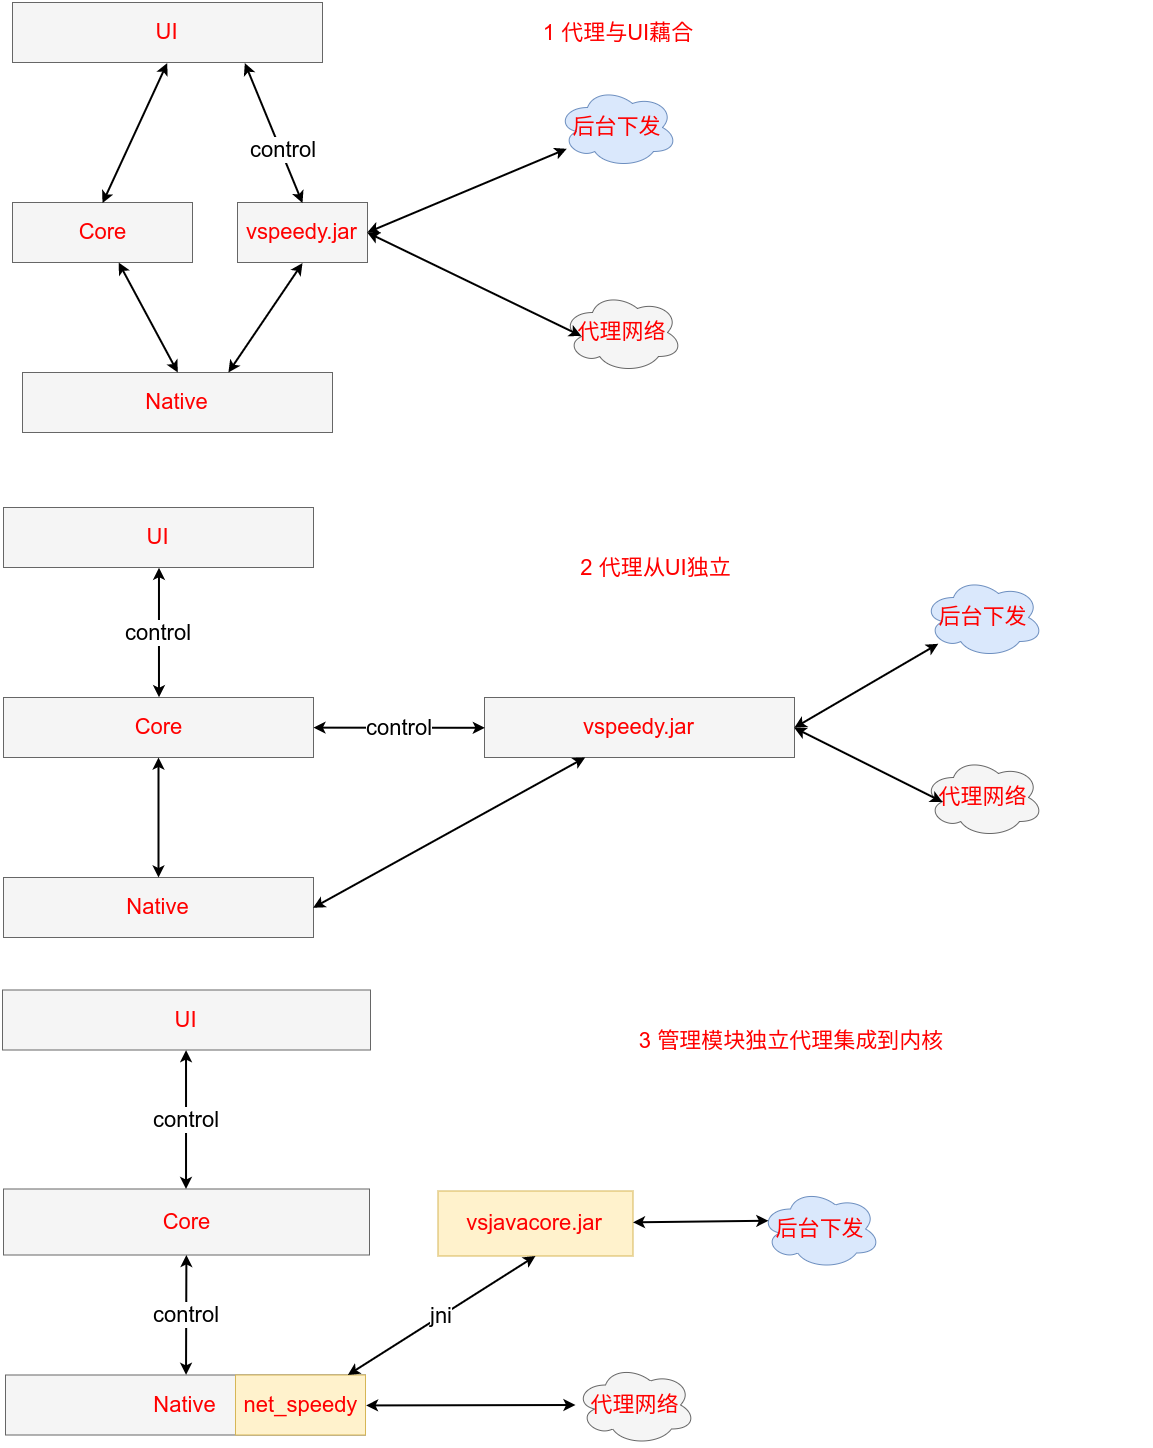 UI
1 代理与UI藕合
后台下发
control
Core
vspeedy.jar
代理网络
Native
UI
2 代理从UI独立
后台下发
control
Core
control
vspeedy.jar
代理网络
Native
UI
3 管理模块独立代理集成到内核
control
Core
vsjavacore.jar
后台下发
control
jni
Native
net_speedy
代理网络